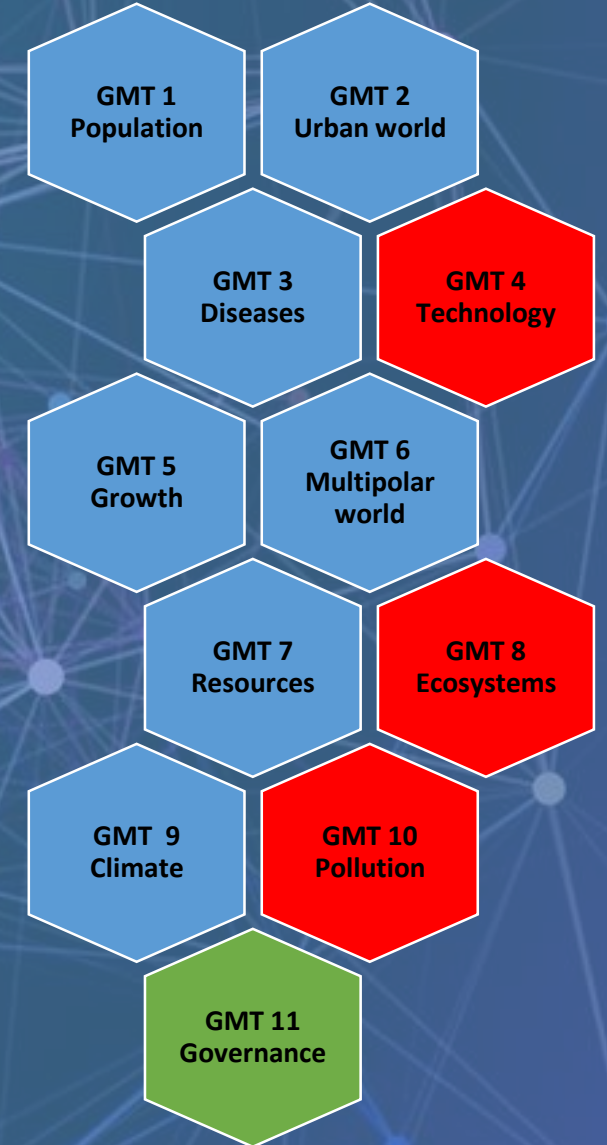 GMT 1
Population
GMT 2
Urban world
GMT 3
Diseases
GMT 4
Technology
GMT 5
Growth
GMT 6
Multipolar
world
GMT 7
Resources
GMT 8
Ecosystems
GMT 9
Climate
GMT 10
Pollution
GMT 11
Governance